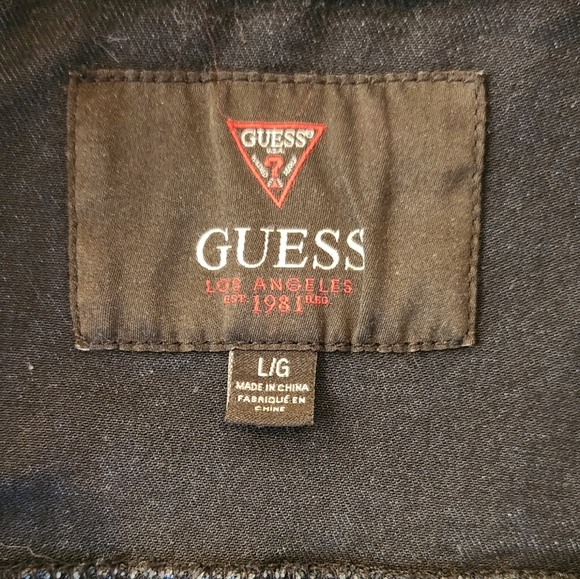 GUESS
U.S.A.
?
GUESS
LOS ANGELES
EST. 1981 REG.
L/G
MADE IN CHINA
FABRIQUÉ EN
CHINE